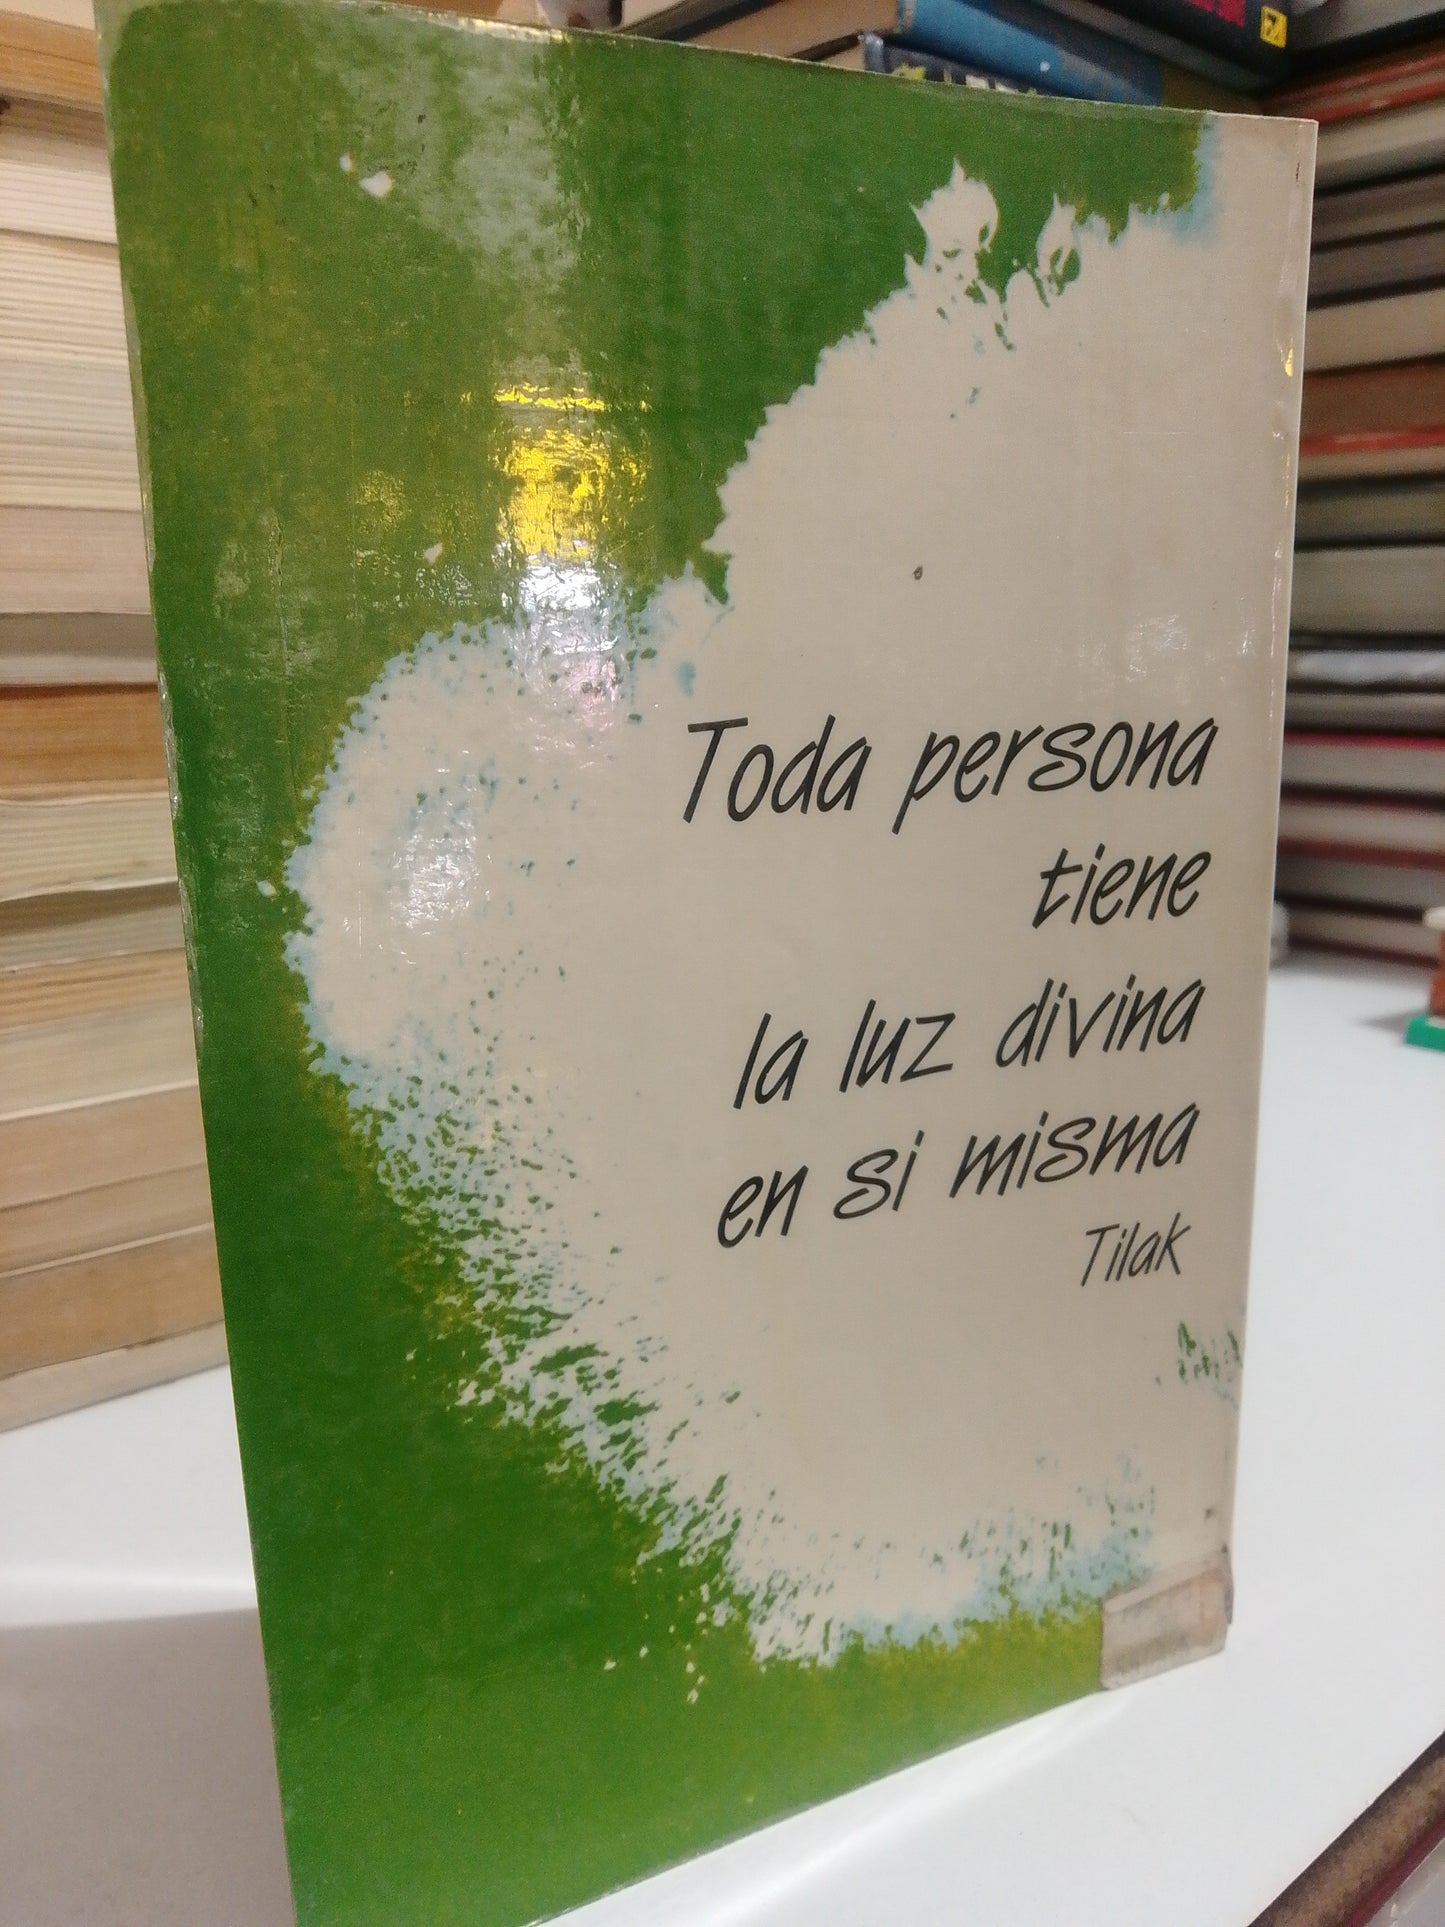 Toda persona
tiene
la luz divina
en si misma
Tilak